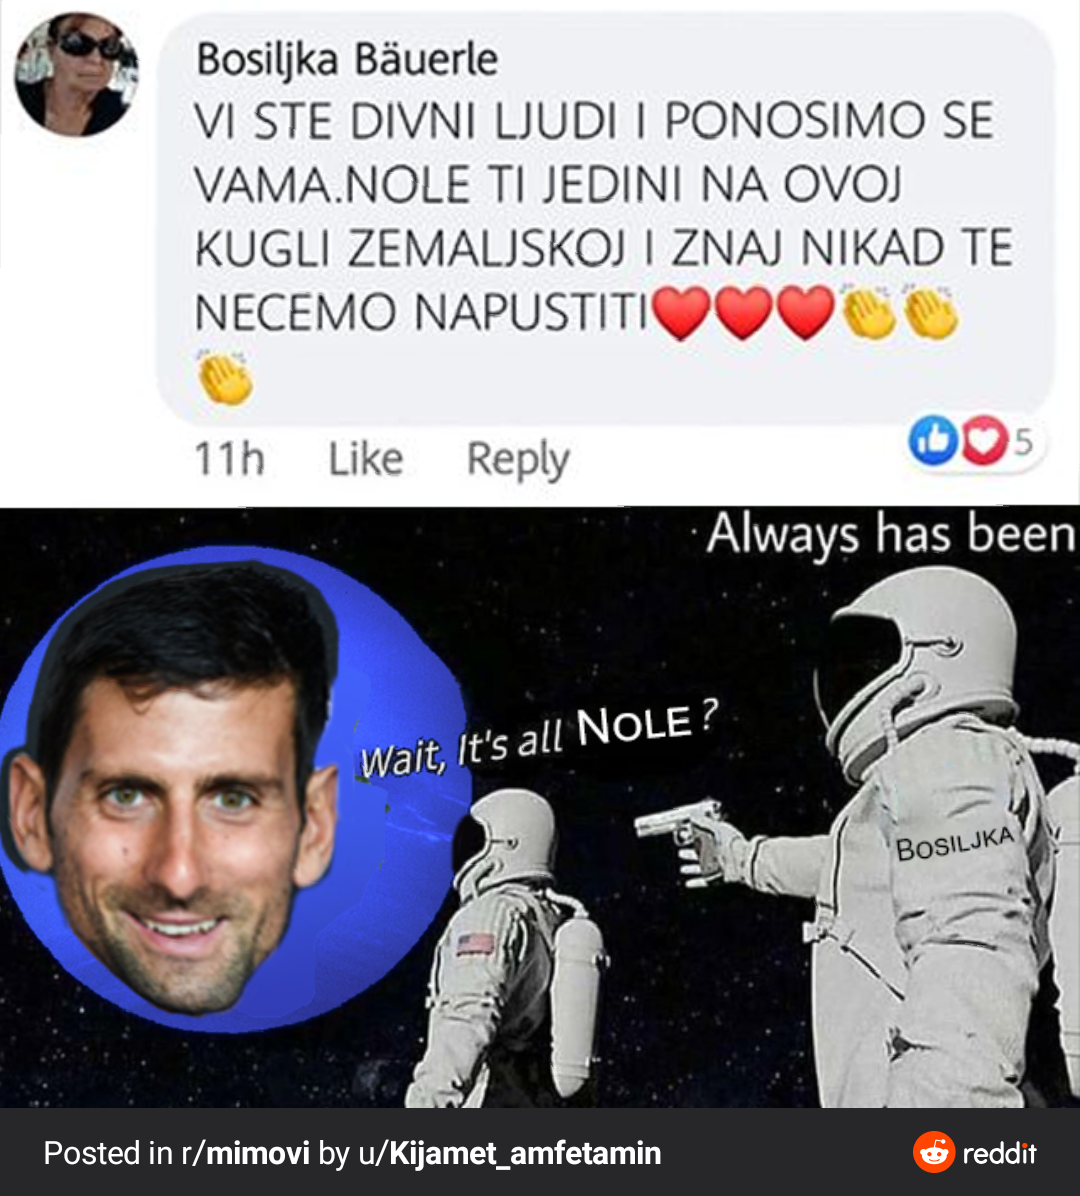 Bosiljka Bäuerle
VI STE DIVNI LJUDI I PONOSIMO SE
VAMA.NOLE TI JEDINI NA OVOJ
KUGLI ZEMALJSKOJ I ZNAJ NIKAD TE
NECEMO NAPUSTITI❤️❤️❤️👏👏
👏
11h Like Reply 5
Always has been
Wait, It's all NOLE ?
BOSILJKA
Posted in r/mimovi by u/Kijamet_amfetamin reddit